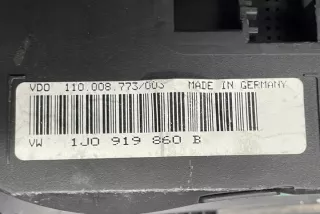 VDO 110.008.773/003 MADE IN GERMANY
VW 1J0 919 860 B